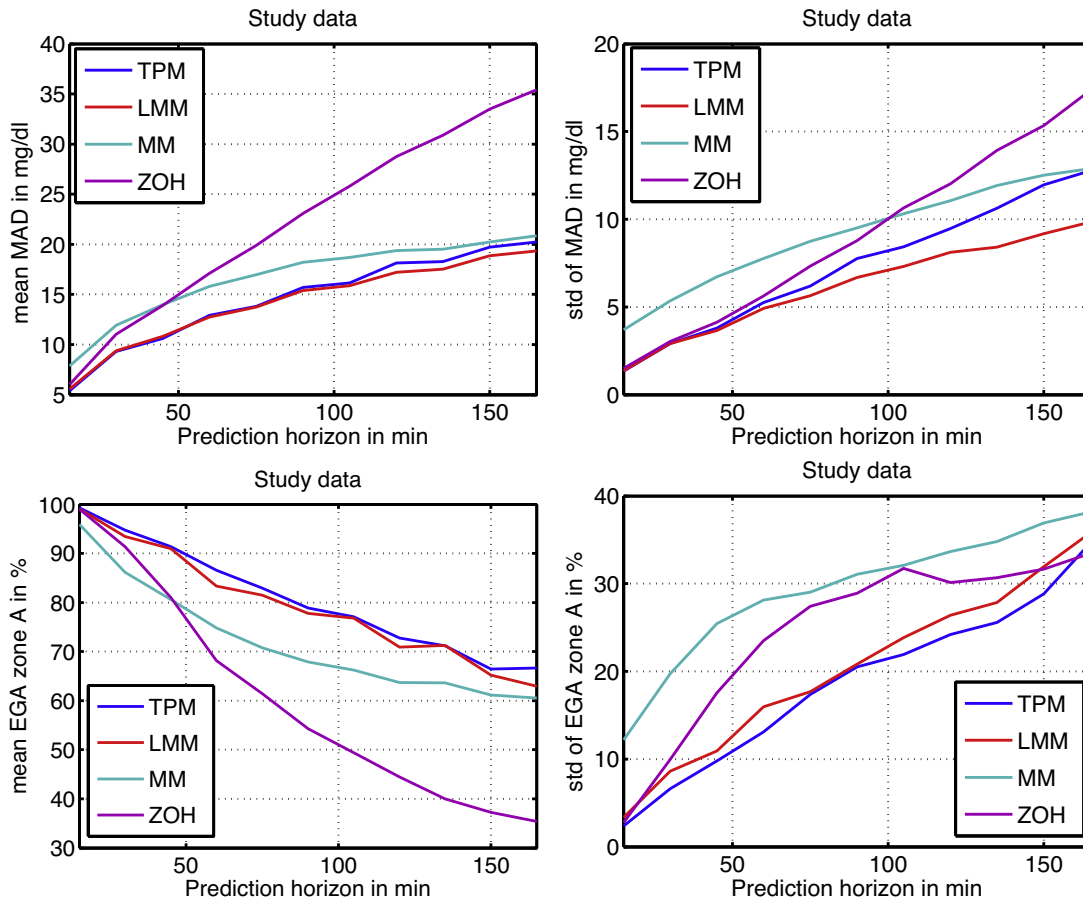 Study data
mean MAD in mg/dl
40
35
30
25
20
15
10
5
TPM
LMM
MM
ZOH
50
100
150
Prediction horizon in min
Study data
std of MAD in mg/dl
20
15
10
5
0
TPM
LMM
MM
ZOH
50
100
150
Prediction horizon in min
Study data
mean EGA zone A in %
100
90
80
70
60
50
40
30
TPM
LMM
MM
ZOH
50
100
150
Prediction horizon in min
Study data
std of EGA zone A in %
40
30
20
10
0
TPM
LMM
MM
ZOH
50
100
150
Prediction horizon in min